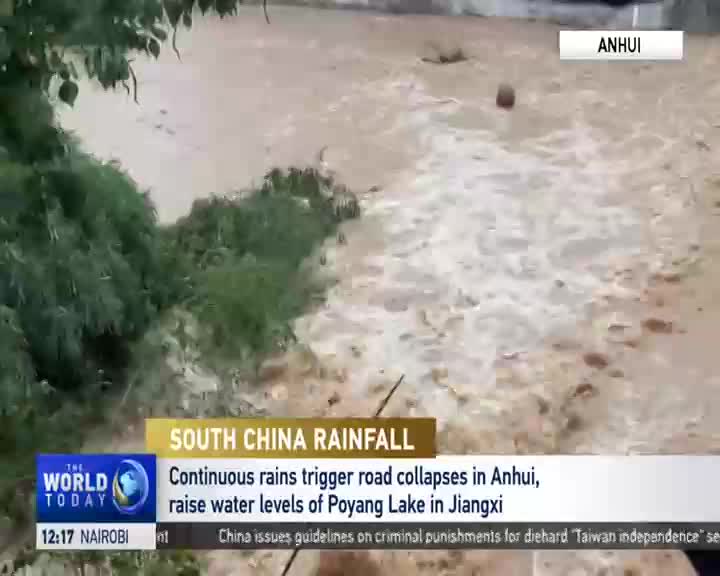 ANHUI
SOUTH CHINA RAINFALL
Continuous rains trigger road collapses in Anhui,
raise water levels of Poyang Lake in Jiangxi
THE
WORLD
TODAY
12:17 NAIROBI
China issues guidelines on criminal punishments for diehard "Taiwan independence"